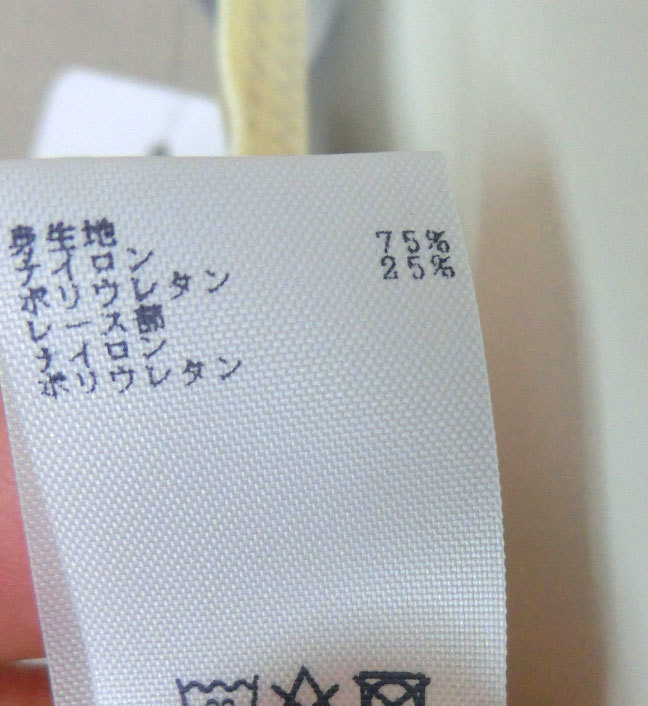 身生地
ナイロン 75%
ポリウレタン 25%
レース部
ナイロン
ポリウレタン